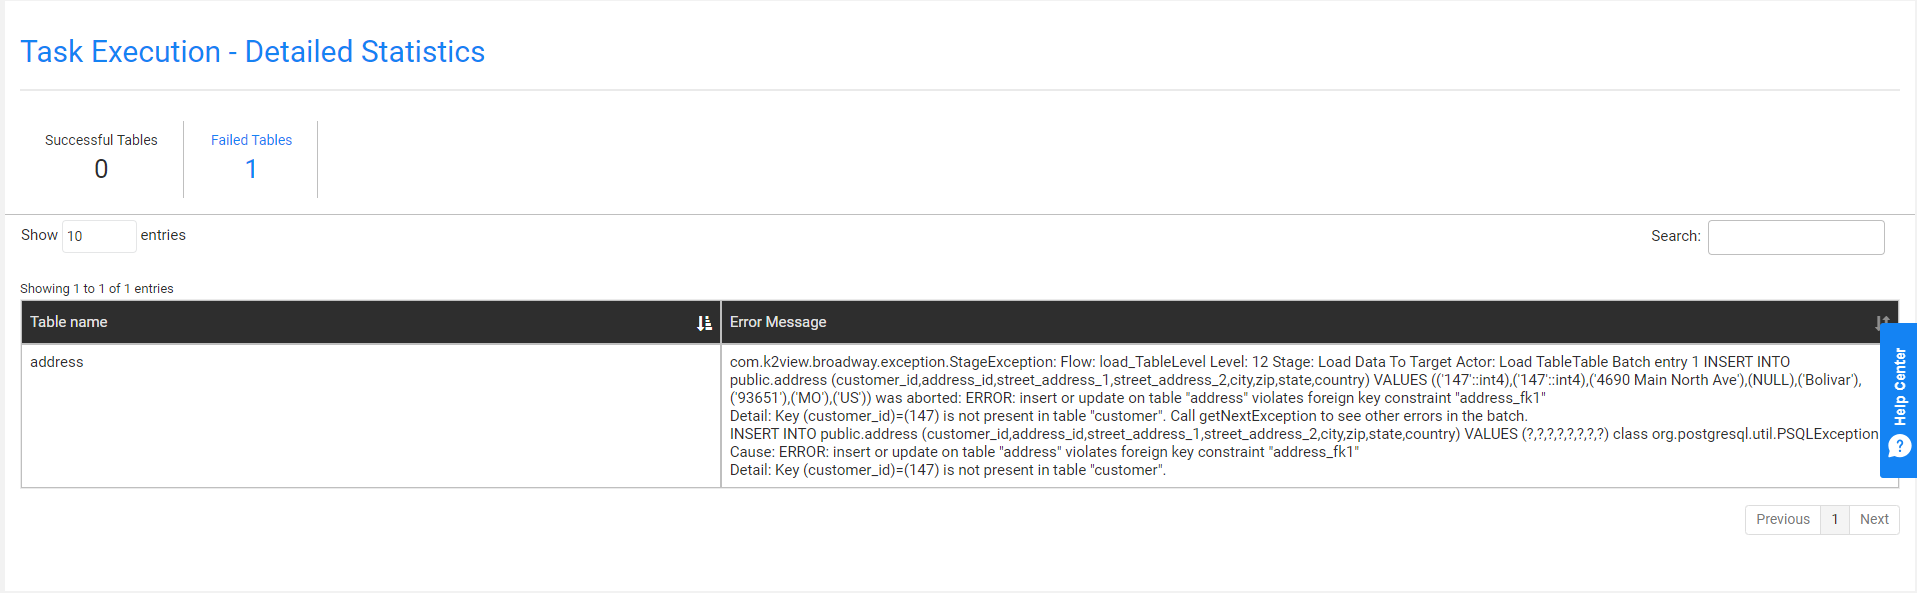 Task Execution - Detailed Statistics
Successful Tables
0
Failed Tables
1
Show 10 entries
Search:
Showing 1 to 1 of 1 entries
Table name
Error Message
address
com.k2view.broadway.exception.StageException: Flow: load_TableLevel Level: 12 Stage: Load Data To Target Actor: Load TableTable Batch entry 1 INSERT INTO
public.address (customer_id,address_id,street_address_1,street_address_2,city,zip,state,country) VALUES (('147'::int4),('147'::int4),('4690 Main North Ave'),(NULL),('Bolivar'),
('93651'),('MO'),('US')) was aborted: ERROR: insert or update on table "address" violates foreign key constraint "address_fk1"
Detail: Key (customer_id)=(147) is not present in table "customer". Call getNextException to see other errors in the batch.
INSERT INTO public.address (customer_id,address_id,street_address_1,street_address_2,city,zip,state,country) VALUES (?,?,?,?,?,?,?,?) class org.postgresql.util.PSQLException
Cause: ERROR: insert or update on table "address" violates foreign key constraint "address_fk1"
Detail: Key (customer_id)=(147) is not present in table "customer".
Help Center
Previous 1 Next